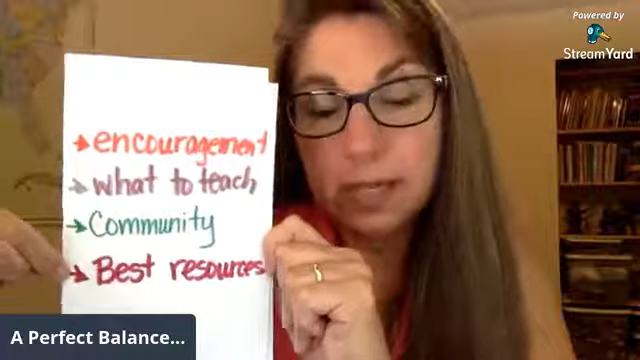 Powered by
StreamYard
→ encouragement
→ what to teach
→ Community
→ Best resources
A Perfect Balance...